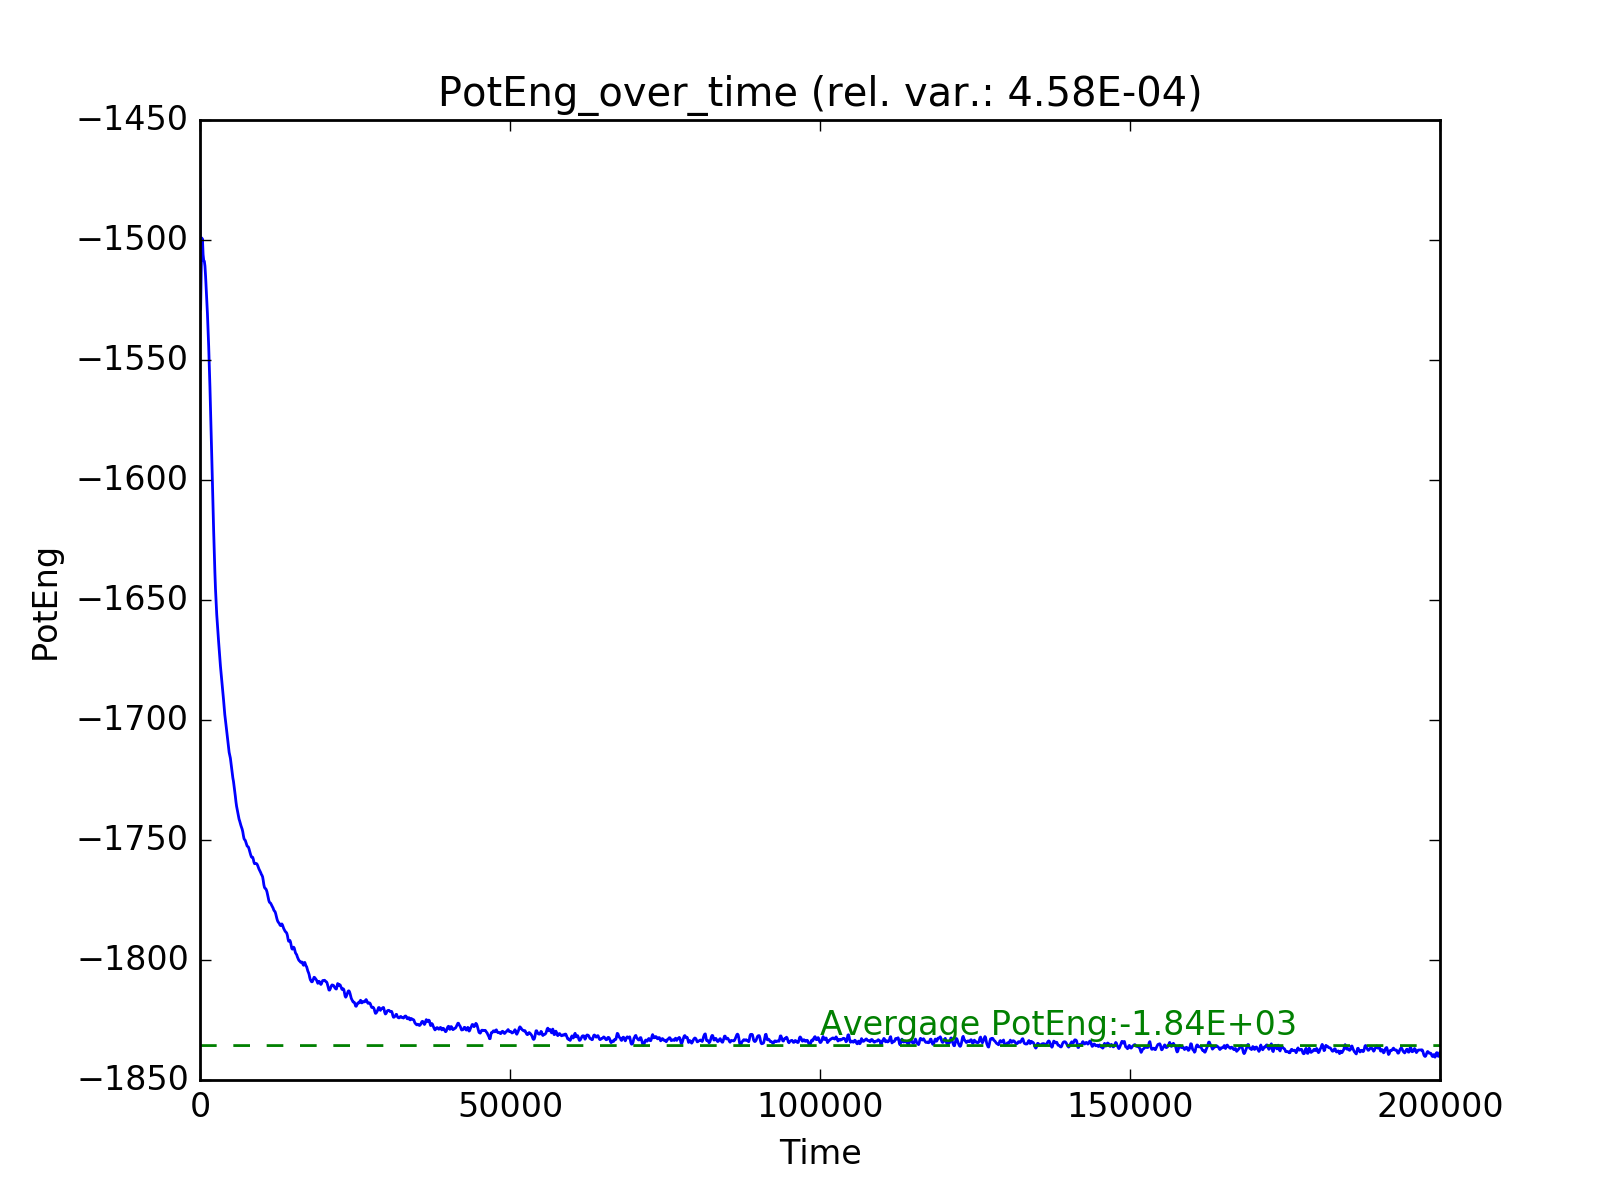 PotEng_over_time (rel. var.: 4.58E-04)
−1450
−1500
−1550
−1600
−1650
−1700
−1750
−1800
−1850
PotEng
Avergage PotEng:-1.84E+03
0 50000 100000 150000 200000
Time